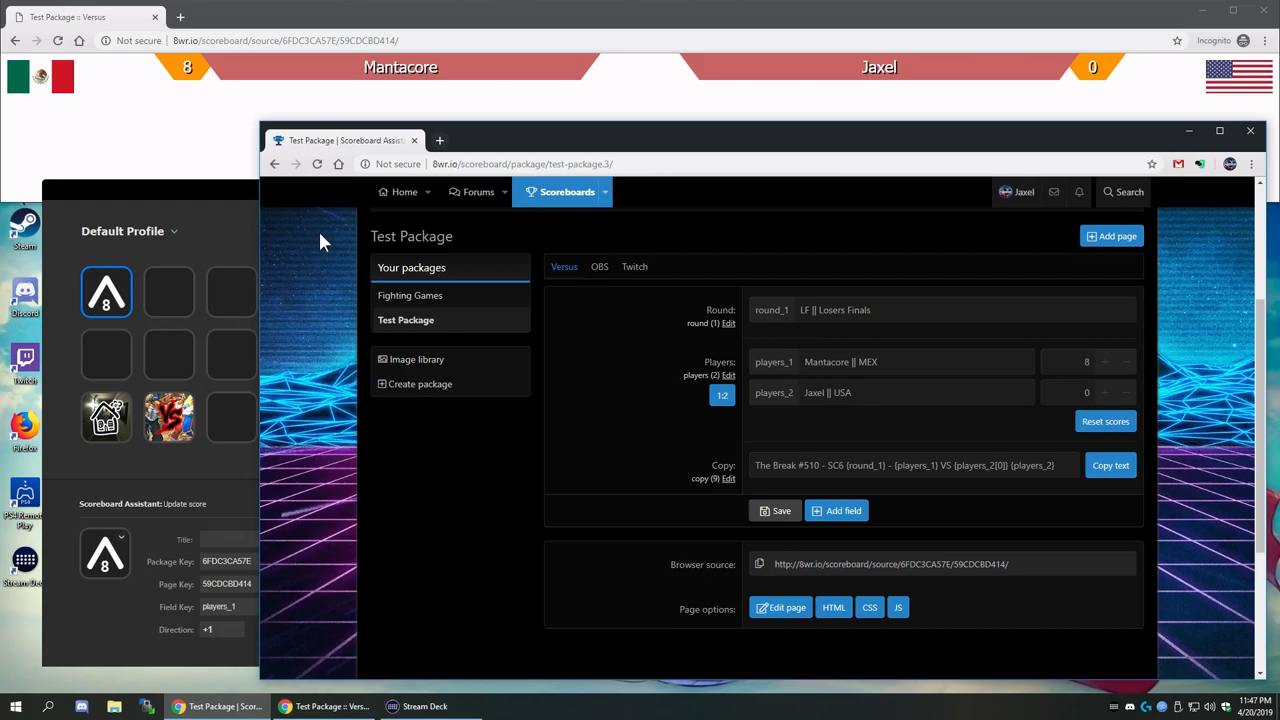 Test Package :: Versus
Not secure | 8wr.io/scoreboard/source/6FDC3CA57E/59CDCBD414/
Incognito
8
Mantacore
Jaxel
0
Test Package | Scoreboard Assist
Not secure | 8wr.io/scoreboard/package/test-package.3/
Home
Forums
Scoreboards
Jaxel
Search
Test Package
Add page
Your packages
Fighting Games
Test Package
Image library
Create package
Versus
OBS
Twitch
Round:
round (1) Edit
round_1
LF || Losers Finals
Players:
players (2) Edit
1:2
players_1
Mantacore || MEX
8
+
−
players_2
Jaxel || USA
0
+
−
Reset scores
Copy:
copy (9) Edit
The Break #510 - SC6 {round_1} - {players_1} VS {players_2[0]} {players_2}
Copy text
Save
Add field
Browser source:
http://8wr.io/scoreboard/source/6FDC3CA57E/59CDCBD414/
Page options:
Edit page
HTML
CSS
JS
Steam
Discord
Twitch
Firefox
PS4 Remote
Play
Stream Dec
Default Profile
8
VS
Scoreboard Assistant: Update score
8
Title:
Package Key:
6FDC3CA57E
Page Key:
59CDCBD414
Field Key:
players_1
Direction:
+1
Test Package | Scor...
Test Package :: Vers...
Stream Deck
11:47 PM
4/20/2019